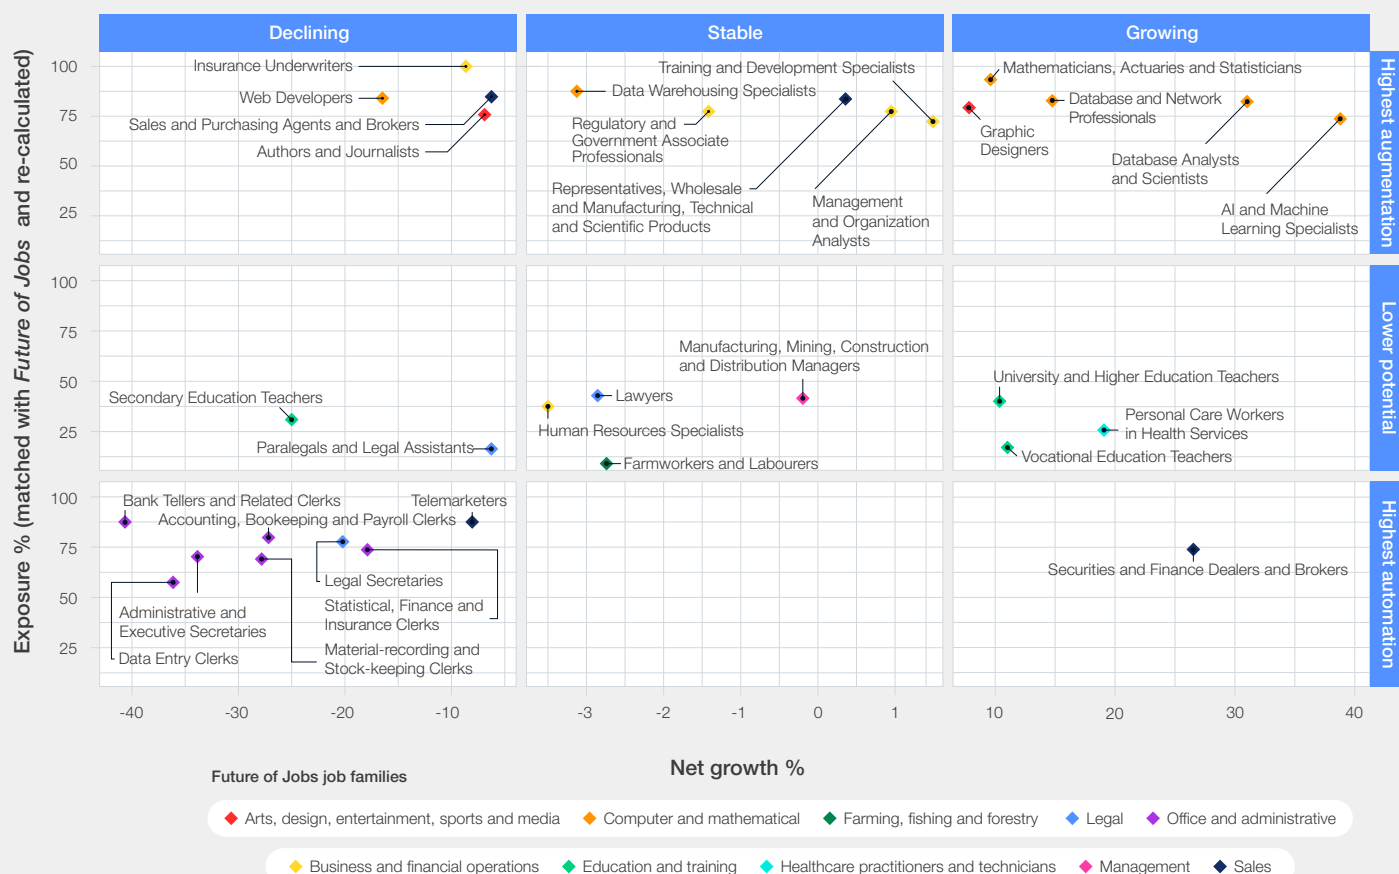 Declining
Stable
Growing
Exposure % (matched with Future of Jobs and re-calculated)
Highest augmentation
100
75
50
25
Insurance Underwriters
Web Developers
Sales and Purchasing Agents and Brokers
Authors and Journalists
Training and Development Specialists
Data Warehousing Specialists
Regulatory and
Government Associate
Professionals
Representatives, Wholesale
and Manufacturing, Technical
and Scientific Products
Management
and Organization
Analysts
Mathematicians, Actuaries and Statisticians
Database and Network
Professionals
Graphic
Designers
Database Analysts
and Scientists
AI and Machine
Learning Specialists
Lower potential
100
75
50
25
Secondary Education Teachers
Paralegals and Legal Assistants
Manufacturing, Mining, Construction
and Distribution Managers
Lawyers
Human Resources Specialists
Farmworkers and Labourers
University and Higher Education Teachers
Personal Care Workers
in Health Services
Vocational Education Teachers
Highest automation
100
75
50
25
Bank Tellers and Related Clerks
Telemarketers
Accounting, Bookeeping and Payroll Clerks
Legal Secretaries
Administrative and
Executive Secretaries
Statistical, Finance and
Insurance Clerks
Data Entry Clerks
Material-recording and
Stock-keeping Clerks
Securities and Finance Dealers and Brokers
-40 -30 -20 -10 -3 -2 -1 0 1 10 20 30 40
Net growth %
Future of Jobs job families
Arts, design, entertainment, sports and media Computer and mathematical Farming, fishing and forestry Legal Office and administrative
Business and financial operations Education and training Healthcare practitioners and technicians Management Sales